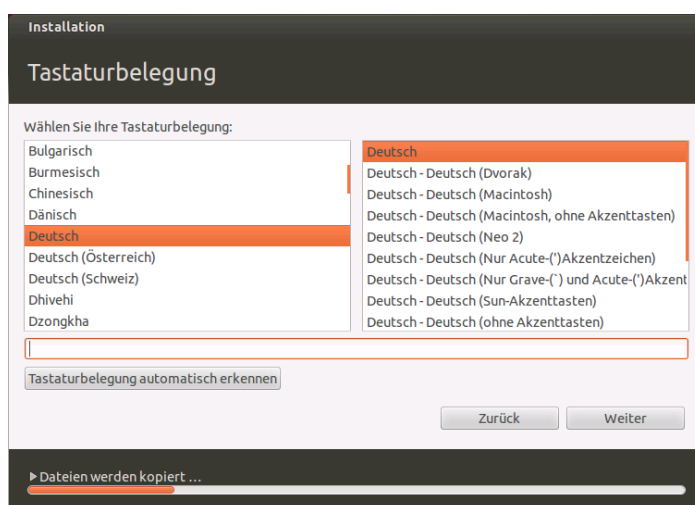 Installation
Tastaturbelegung
Wählen Sie Ihre Tastaturbelegung:
Bulgarisch
Burmesisch
Chinesisch
Dänisch
Deutsch
Deutsch (Österreich)
Deutsch (Schweiz)
Dhivehi
Dzongkha
Deutsch
Deutsch - Deutsch (Dvorak)
Deutsch - Deutsch (Macintosh)
Deutsch - Deutsch (Macintosh, ohne Akzenttasten)
Deutsch - Deutsch (Neo 2)
Deutsch - Deutsch (Nur Acute-(')Akzentzeichen)
Deutsch - Deutsch (Nur Grave-(`) und Acute-(')Akzent
Deutsch - Deutsch (Sun-Akzenttasten)
Deutsch - Deutsch (ohne Akzenttasten)
Tastaturbelegung automatisch erkennen
Zurück
Weiter
Dateien werden kopiert ...